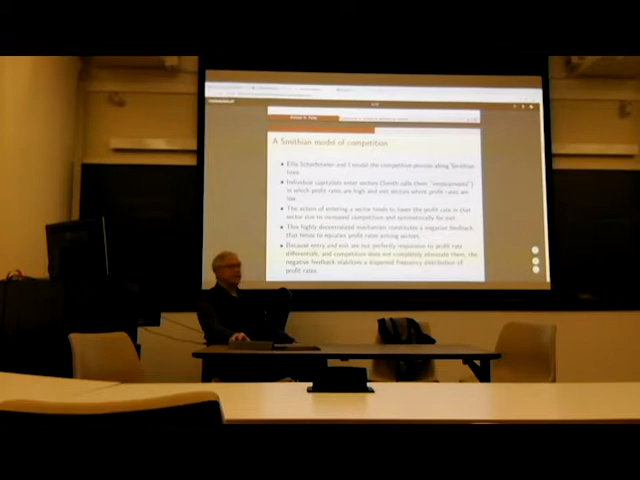 A Smithian model of competition
Ellis Scharfenaker and I model the competitive process along Smithian
lines.
Individual capitalists enter sectors (Smith calls them "employments")
in which profit rates are high and exit sectors where profit rates are
low.
The action of entering a sector tends to lower the profit rate in that
sector due to increased competition and symmetrically for exit.
This highly decentralized mechanism constitutes a negative feedback
that tends to equalize profit rates among sectors.
Because entry and exit are not perfectly responsive to profit rate
differentials, and competition does not completely eliminate them, the
negative feedback stabilizes a dispersed frequency distribution of
profit rates.